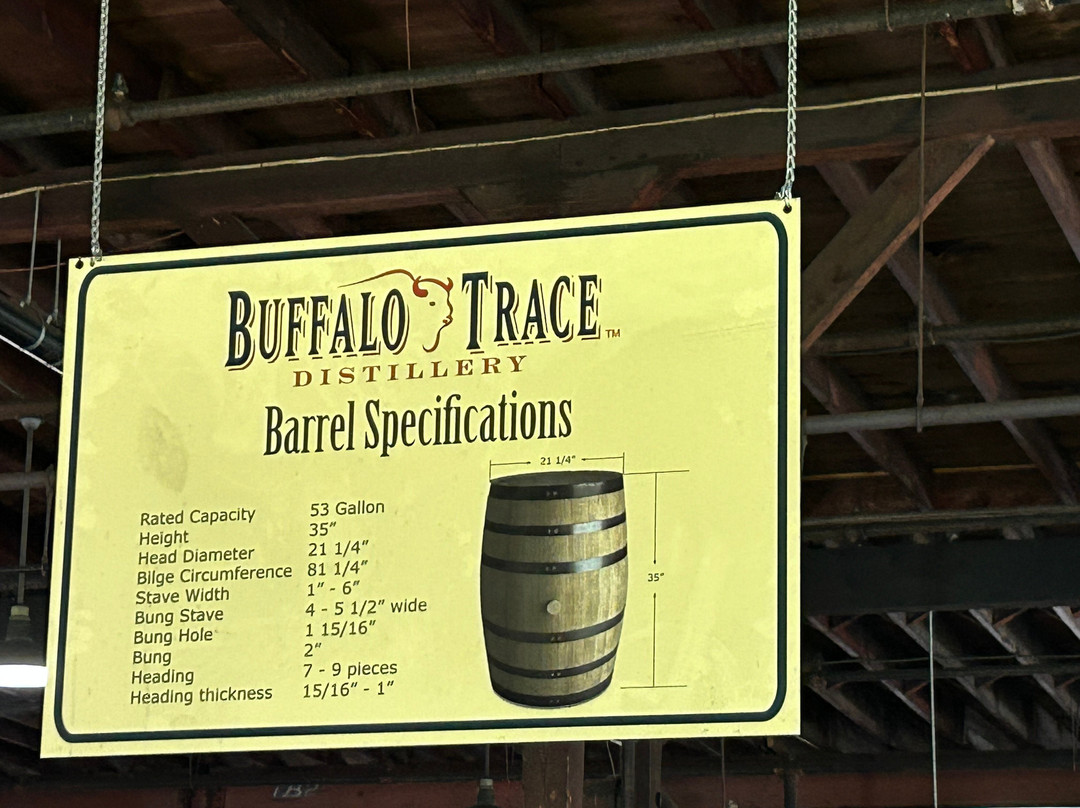 BUFFALO TRACE™
DISTILLERY
Barrel Specifications
21 1/4"
Rated Capacity 53 Gallon
Height 35"
Head Diameter 21 1/4"
Bilge Circumference 81 1/4"
Stave Width 1" - 6"
Bung Stave 4 - 5 1/2" wide
Bung Hole 1 15/16"
Bung 2"
Heading 7 - 9 pieces
Heading thickness 15/16" - 1"
35"